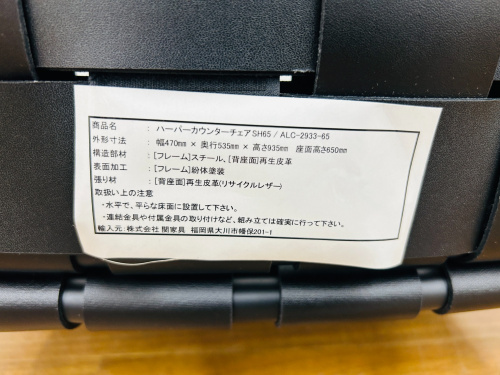 商品名 : ハーパーカウンターチェアSH65 / ALC-2933-65
外形寸法 : 幅470mm × 奥行535mm × 高さ935mm 座面高さ650mm
構造部材 : [フレーム]スチール、[背座面]再生皮革
表面加工 : [フレーム]粉体塗装
張り材 : [背座面]再生皮革(リサイクルレザー)
取扱い上の注意
・水平で、平らな床面に設置して下さい。
・連結金具や付属金具の取り付けなど、組み立ては確実に行って下さい。
輸入元: 株式会社 関家具 福岡県大川市幡保201-1